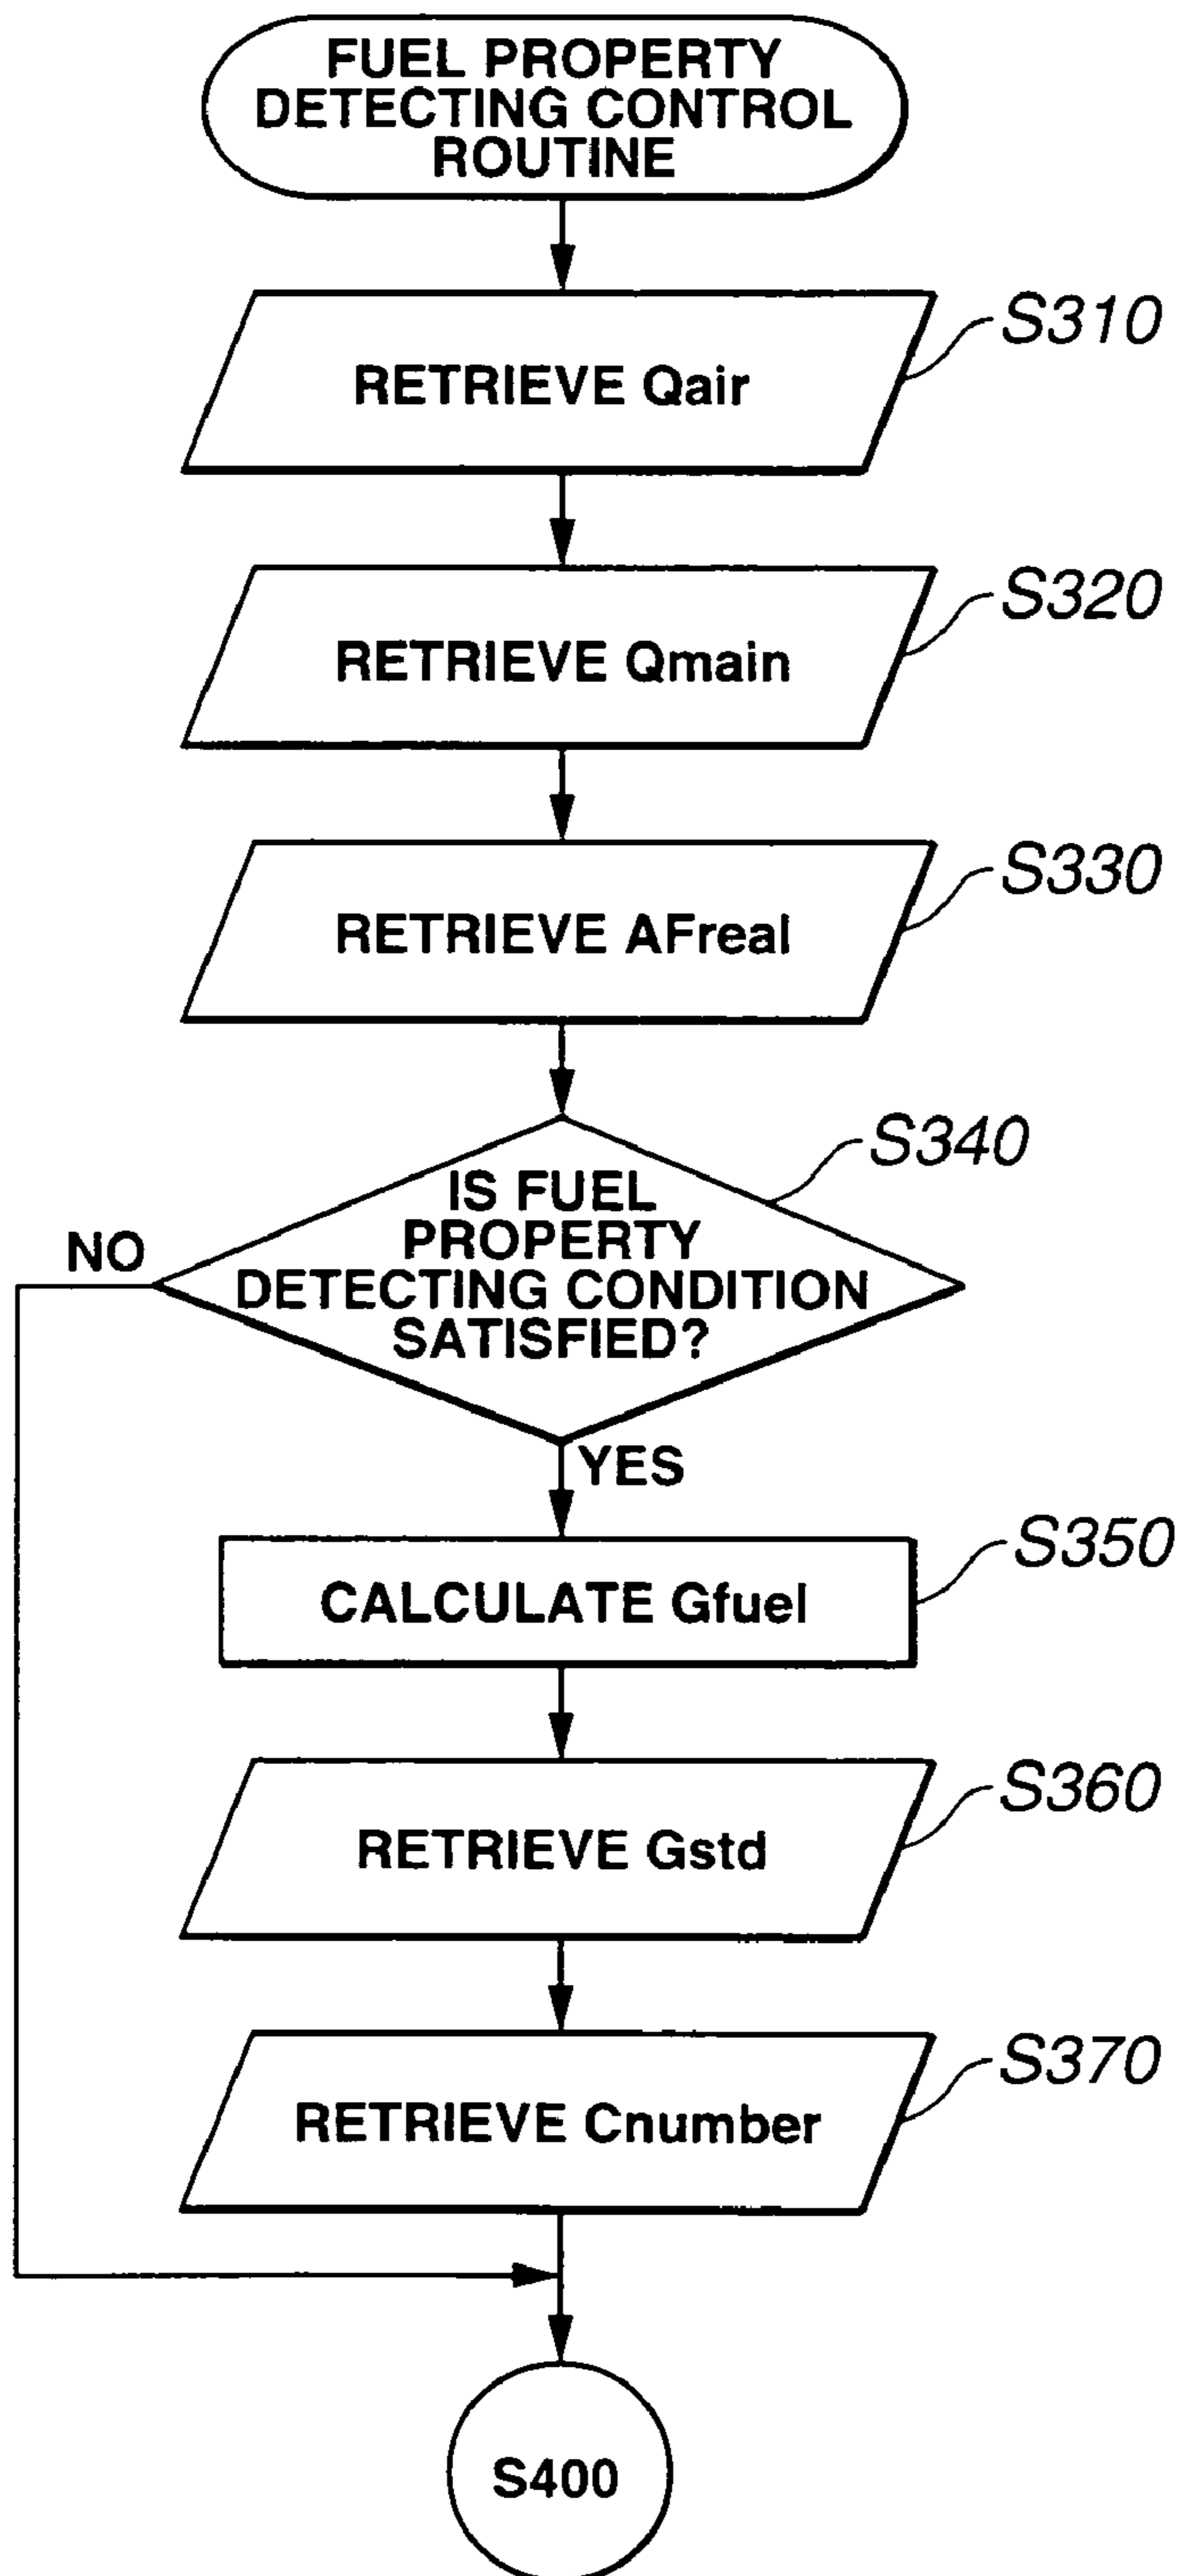 FUEL PROPERTY
DETECTING CONTROL
ROUTINE
S310
RETRIEVE Qair
S320
RETRIEVE Qmain
S330
RETRIEVE AFreal
S340
IS FUEL
PROPERTY
DETECTING CONDITION
SATISFIED?
NO
YES
S350
CALCULATE Gfuel
S360
RETRIEVE Gstd
S370
RETRIEVE Cnumber
S400